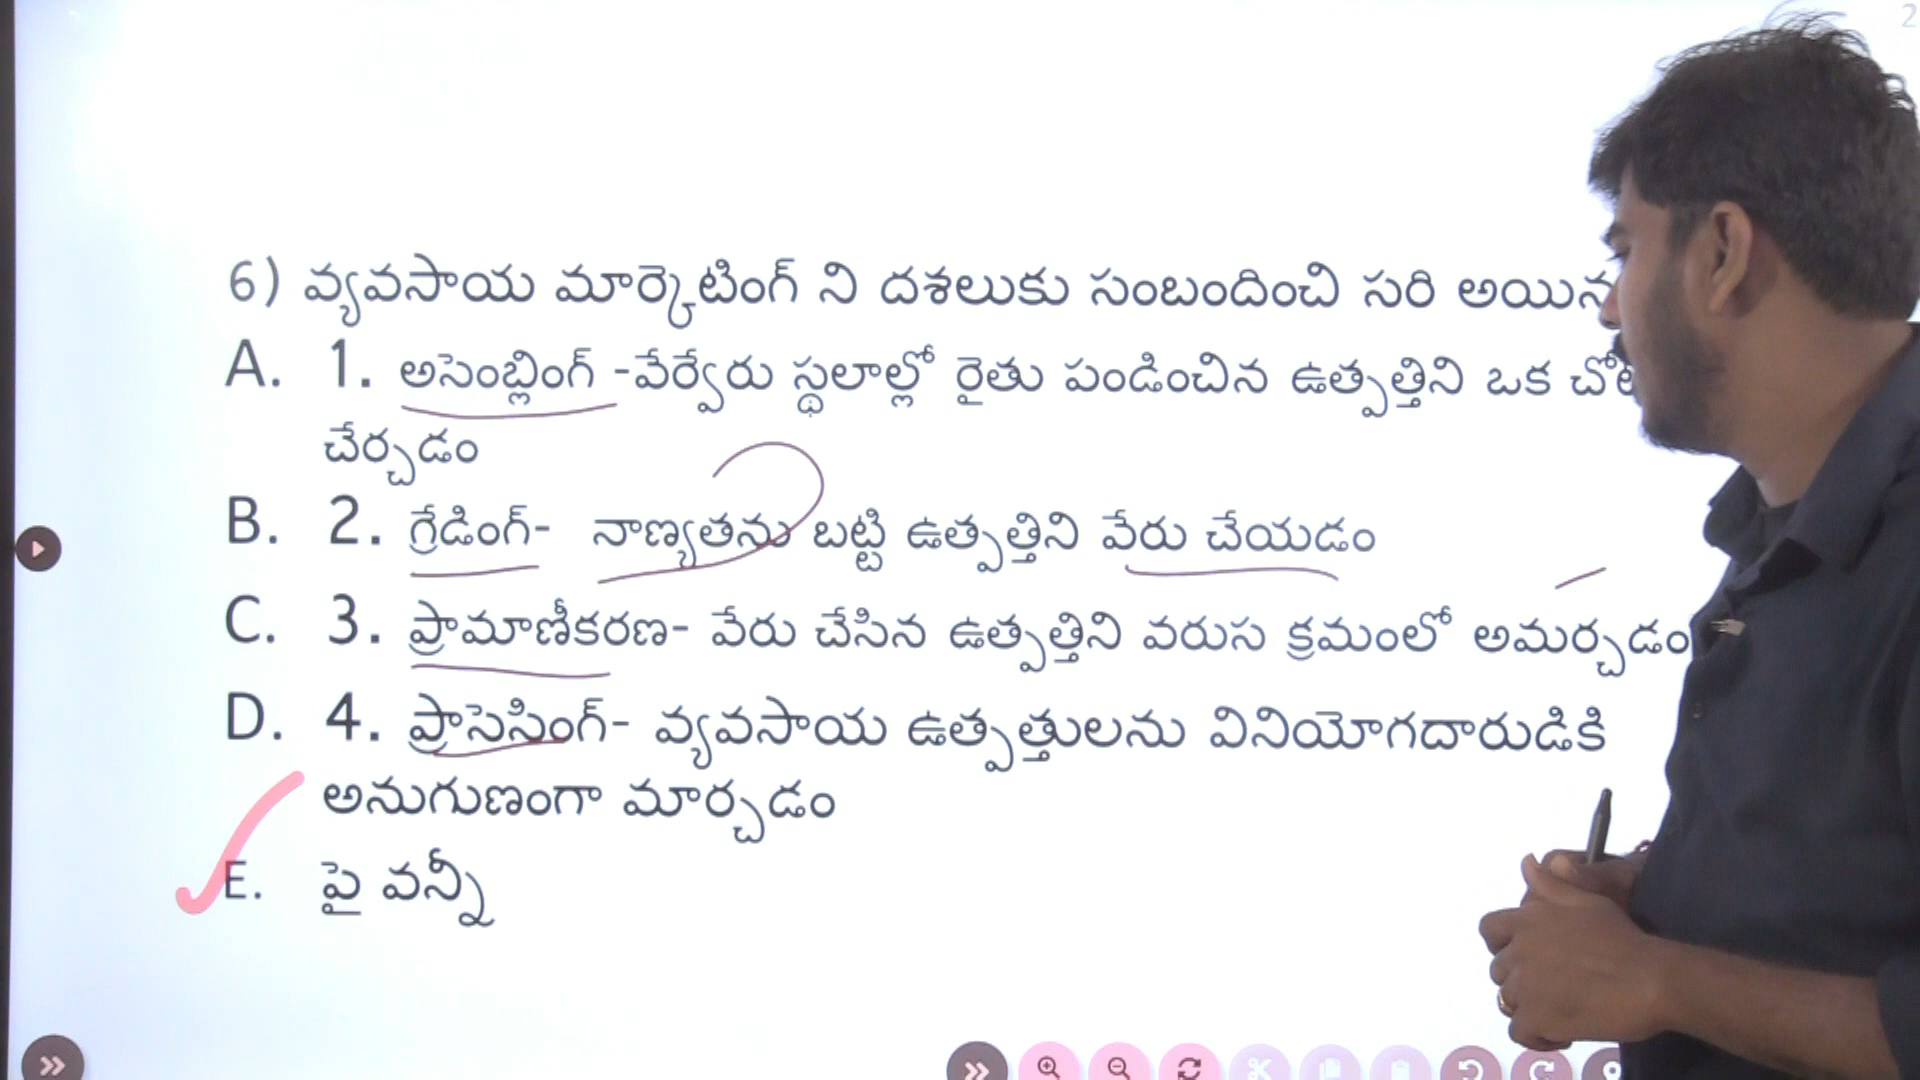 2
6) వ్యవసాయ మార్కెటింగ్ ని దశలుకు సంబందించి సరి అయిన
A. 1. అసెంబ్లింగ్ -వేర్వేరు స్థలాల్లో రైతు పండించిన ఉత్పత్తిని ఒక
చేర్చడం
B. 2. గ్రేడింగ్- నాణ్యతను బట్టి ఉత్పత్తిని వేరు చేయడం
C. 3. ప్రామాణీకరణ- వేరు చేసిన ఉత్పత్తిని వరుస క్రమంలో అమర్చడం
D. 4. ప్రాసెసింగ్- వ్యవసాయ ఉత్పత్తులను వినియోగదారుడికి
అనుగుణంగా మార్చడం
E. పై వన్నీ